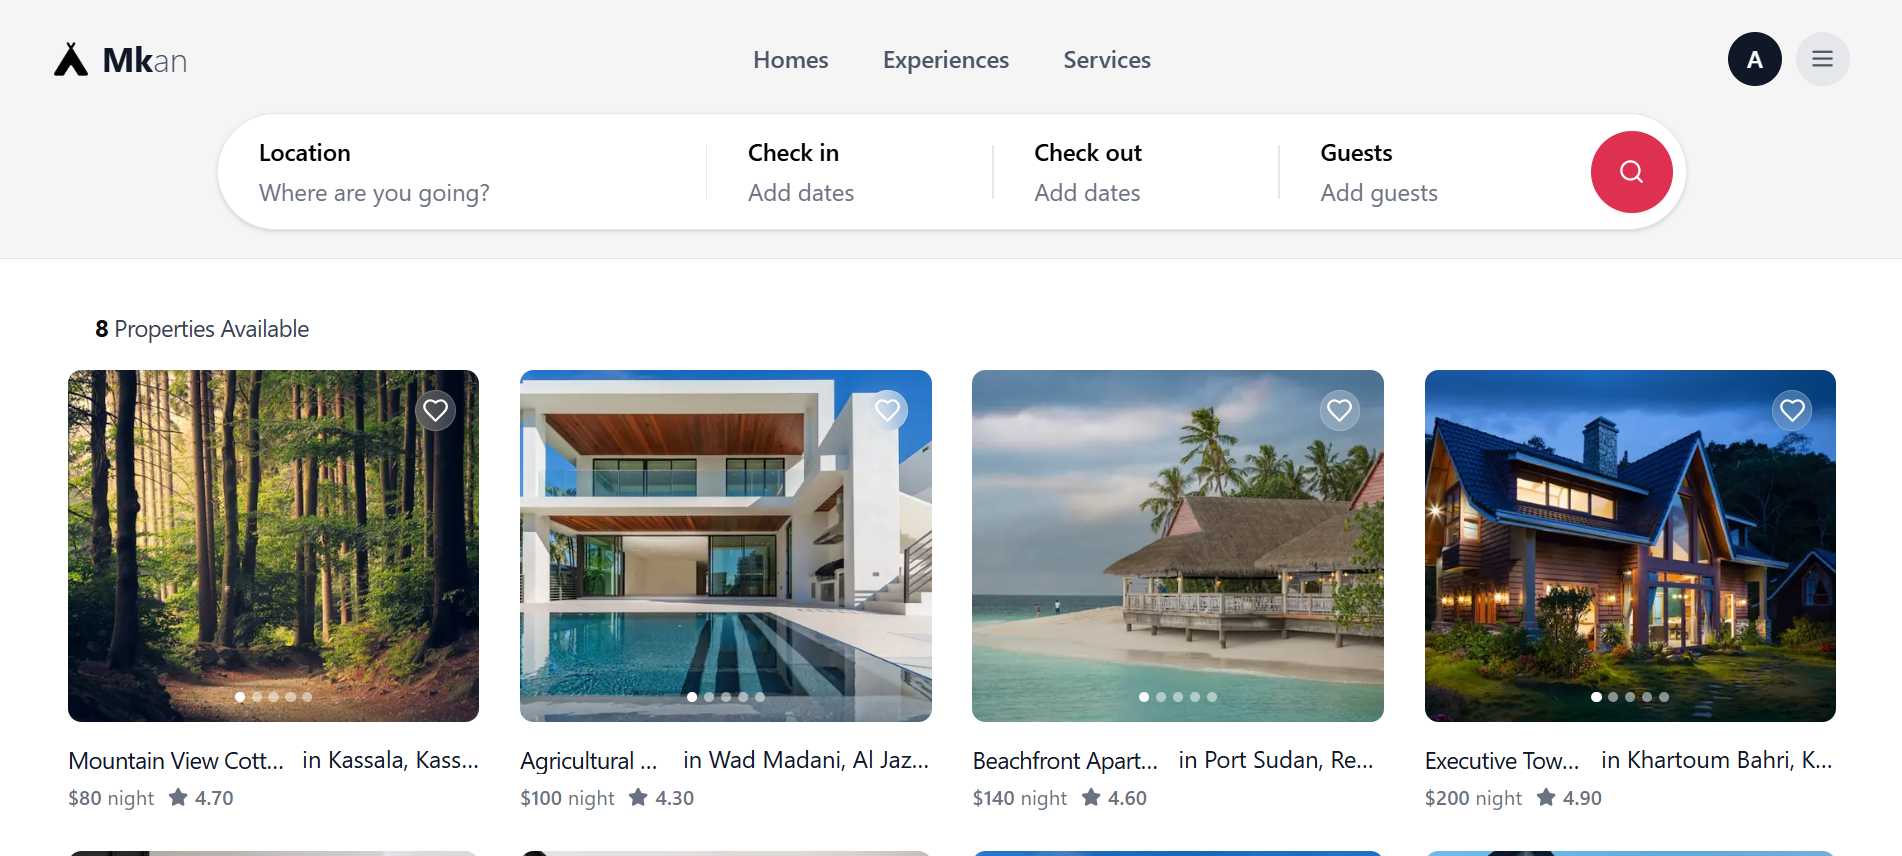 Mkan
Homes Experiences Services
A
Location Check in Check out Guests
Where are you going? Add dates Add dates Add guests
8 Properties Available
Mountain View Cott... in Kassala, Kass...
$80 night 4.70
Agricultural ... in Wad Madani, Al Jaz...
$100 night 4.30
Beachfront Apart... in Port Sudan, Re...
$140 night 4.60
Executive Tow... in Khartoum Bahri, K...
$200 night 4.90